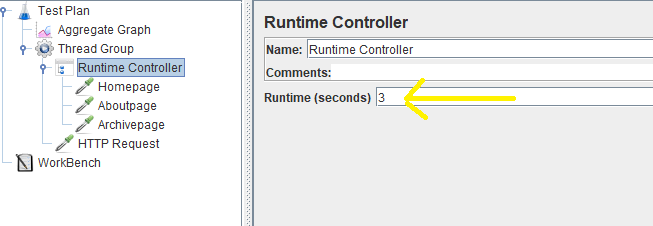 Test Plan
Aggregate Graph
Thread Group
Runtime Controller
Homepage
Aboutpage
Archivepage
HTTP Request
WorkBench
Runtime Controller
Name: Runtime Controller
Comments:
Runtime (seconds) 3